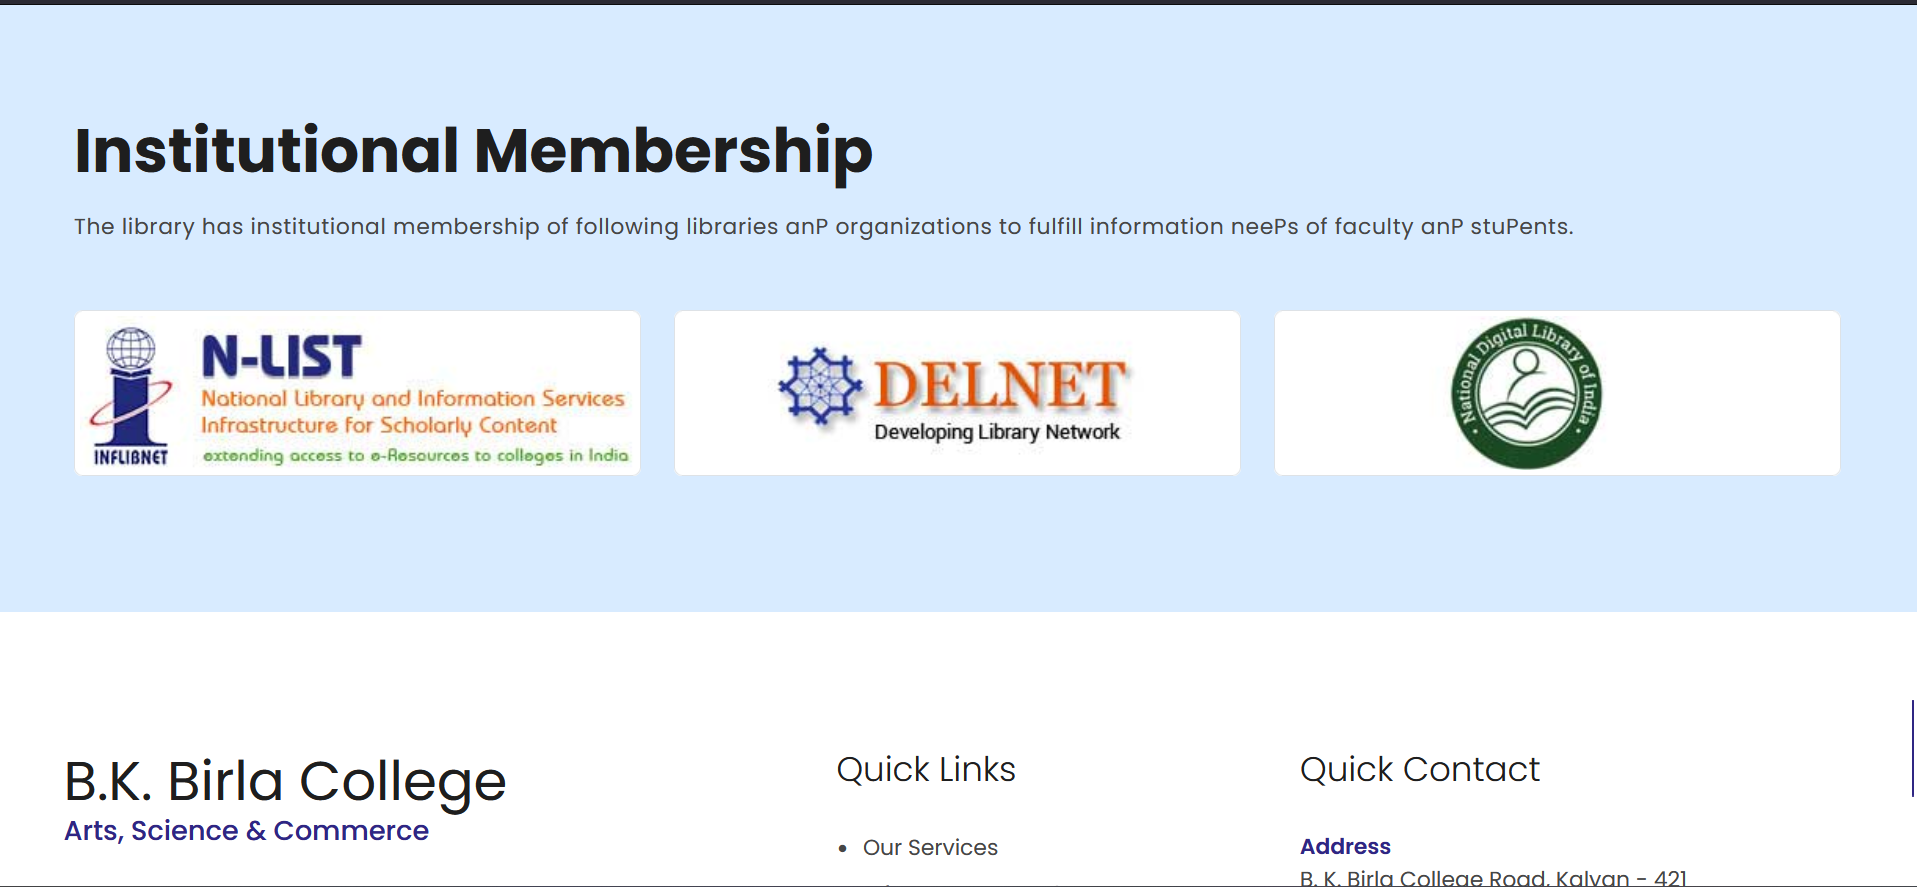 Institutional Membership
The library has institutional membership of following libraries anP organizations to fulfill information neePs of faculty anP stuPents.
INFLIBNET
N-LIST
National Library and Information Services
Infrastructure for Scholarly Content
extending access to e-Resources to colleges in India
DELNET
Developing Library Network
• National Digital Library of India •
B.K. Birla College
Arts, Science & Commerce
Quick Links
• Our Services
Quick Contact
Address
B. K. Birla College Road, Kalyan - 421